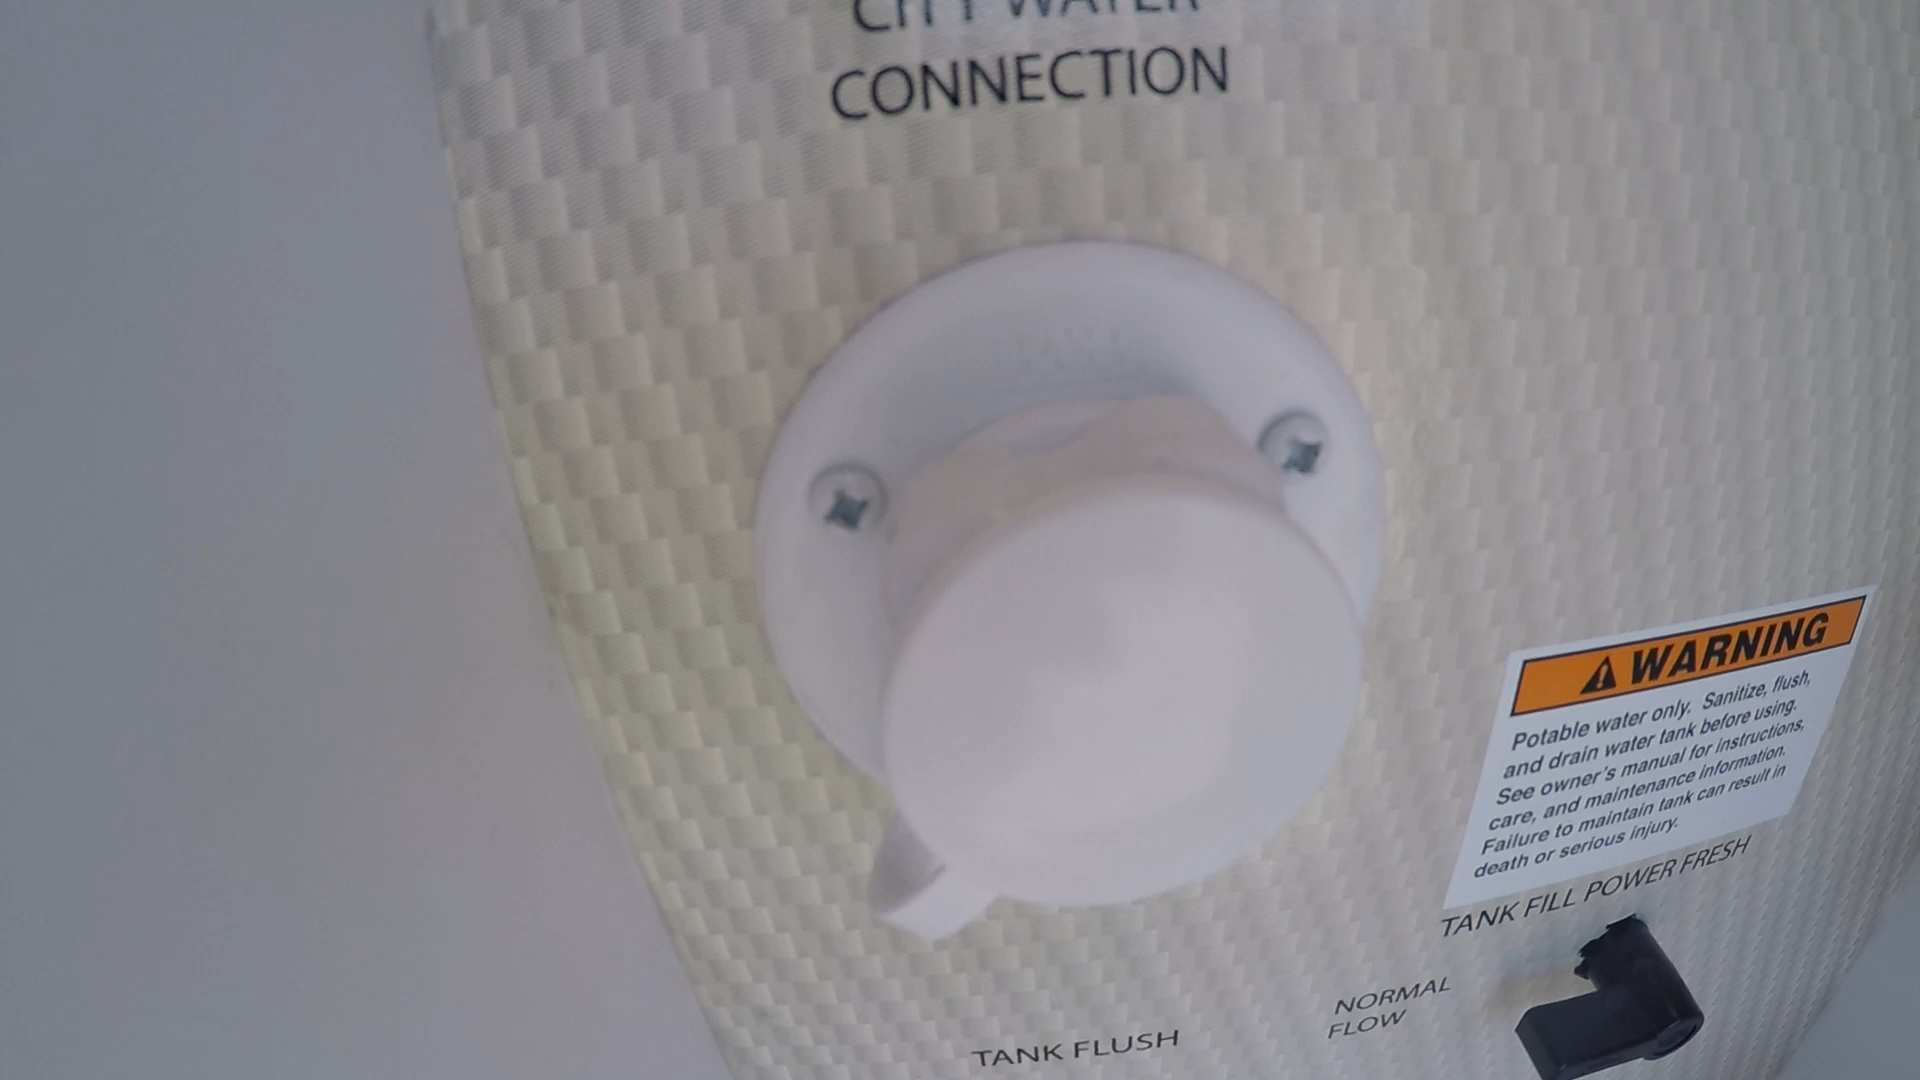 CITY WATER
CONNECTION
WARNING
Potable water only. Sanitize, flush,
and drain water tank before using.
See owner's manual for instructions,
care, and maintenance information.
Failure to maintain tank can result in
death or serious injury.
TANK FILL POWER FRESH
NORMAL
FLOW
TANK FLUSH